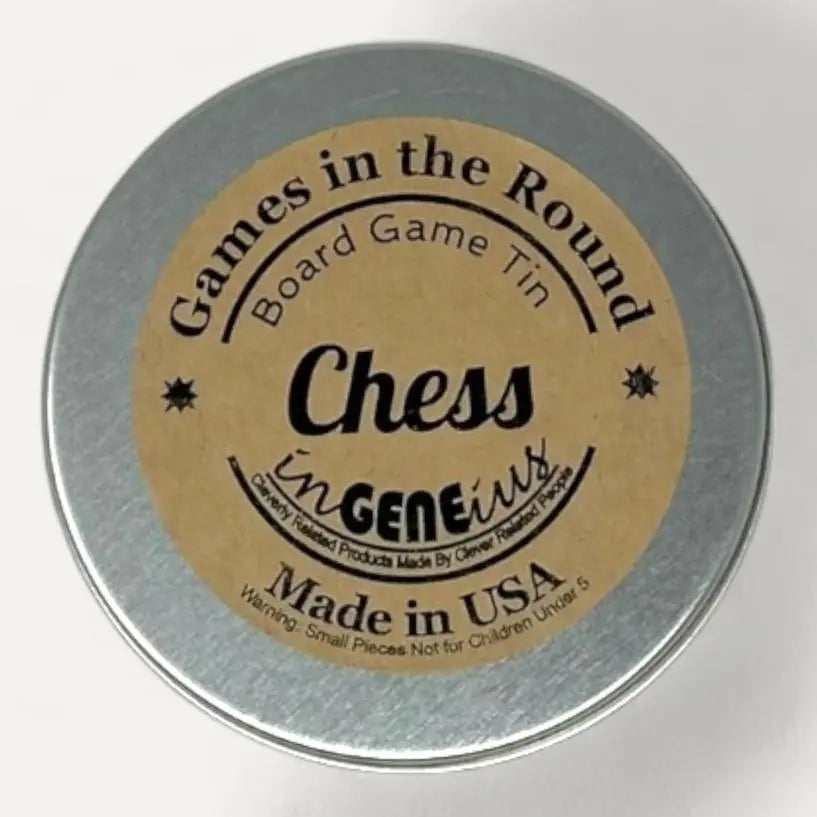 Games in the Round
Board Game Tin
Chess
inGENEius
Cleverly Related Products Made By Clever Related People
Made in USA
Warning: Small Pieces Not for Children Under 5